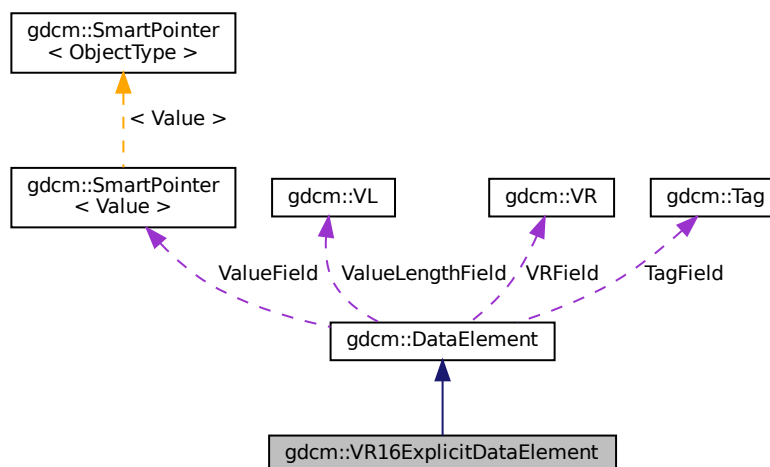 gdcm::SmartPointer
< ObjectType >
< Value >
gdcm::SmartPointer
< Value >
gdcm::VL
gdcm::VR
gdcm::Tag
ValueField
ValueLengthField
VRField
TagField
gdcm::DataElement
gdcm::VR16ExplicitDataElement